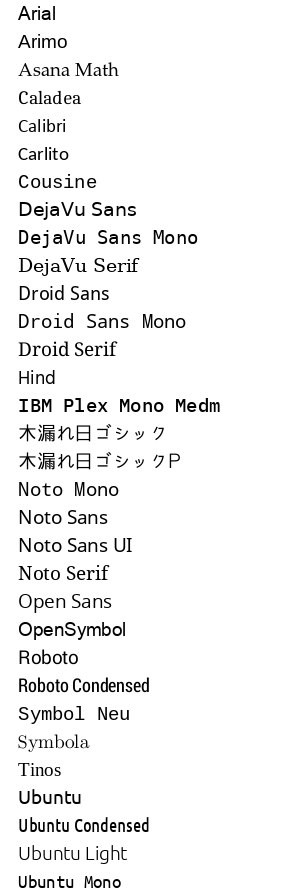 Arial
Arimo
Asana Math
Caladea
Calibri
Carlito
Cousine
DejaVu Sans
DejaVu Sans Mono
DejaVu Serif
Droid Sans
Droid Sans Mono
Droid Serif
Hind
IBM Plex Mono Medm
木漏れ日ゴシック
木漏れ日ゴシックP
Noto Mono
Noto Sans
Noto Sans UI
Noto Serif
Open Sans
OpenSymbol
Roboto
Roboto Condensed
Symbol Neu
Symbola
Tinos
Ubuntu
Ubuntu Condensed
Ubuntu Light
Ubuntu Mono